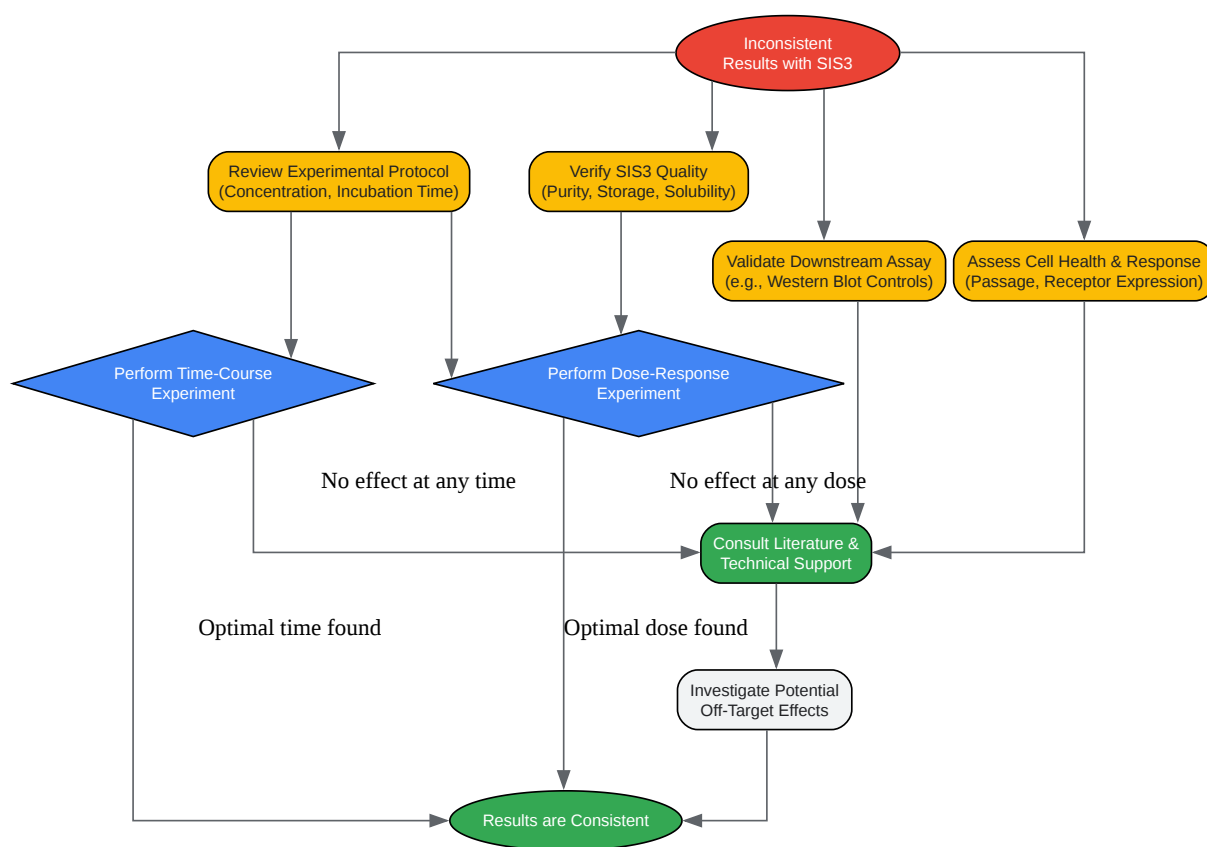 Inconsistent
Results with SIS3
Review Experimental Protocol
(Concentration, Incubation Time)
Verify SIS3 Quality
(Purity, Storage, Solubility)
Validate Downstream Assay
(e.g., Western Blot Controls)
Assess Cell Health & Response
(Passage, Receptor Expression)
Perform Time-Course
Experiment
Perform Dose-Response
Experiment
No effect at any time
No effect at any dose
Consult Literature &
Technical Support
Optimal time found
Optimal dose found
Investigate Potential
Off-Target Effects
Results are Consistent